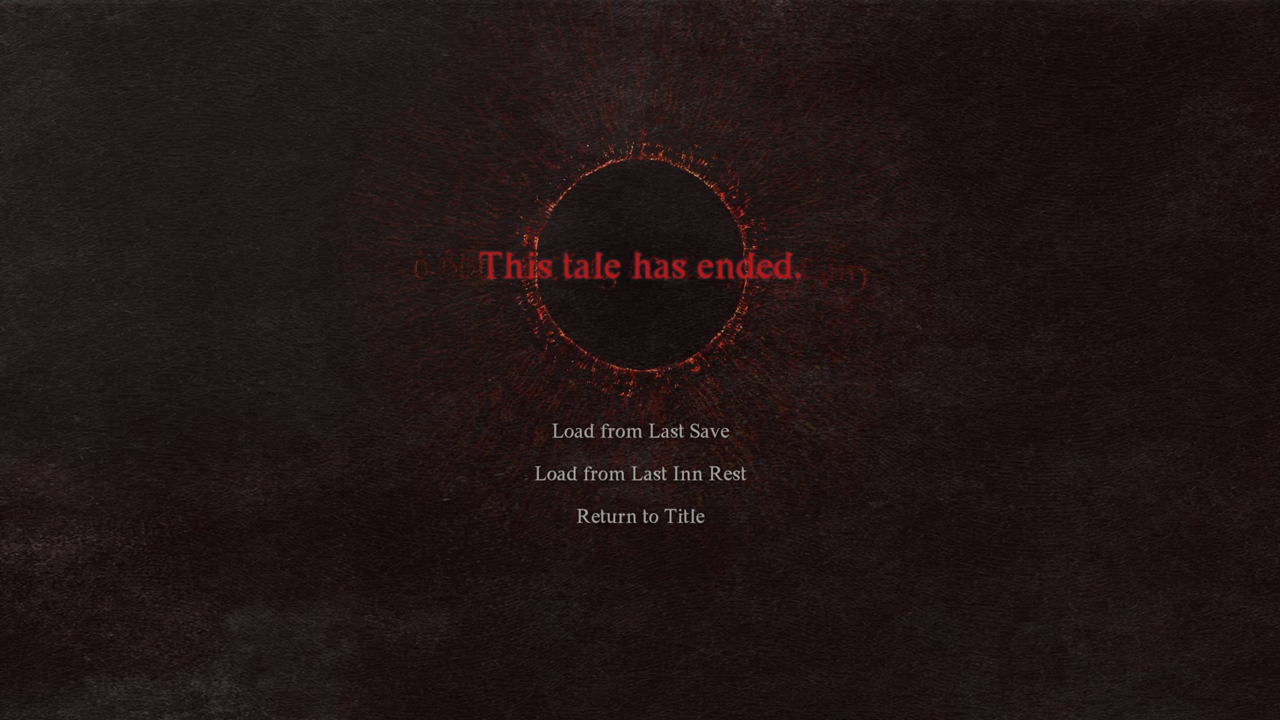 This tale has ended.
Load from Last Save
Load from Last Inn Rest
Return to Title